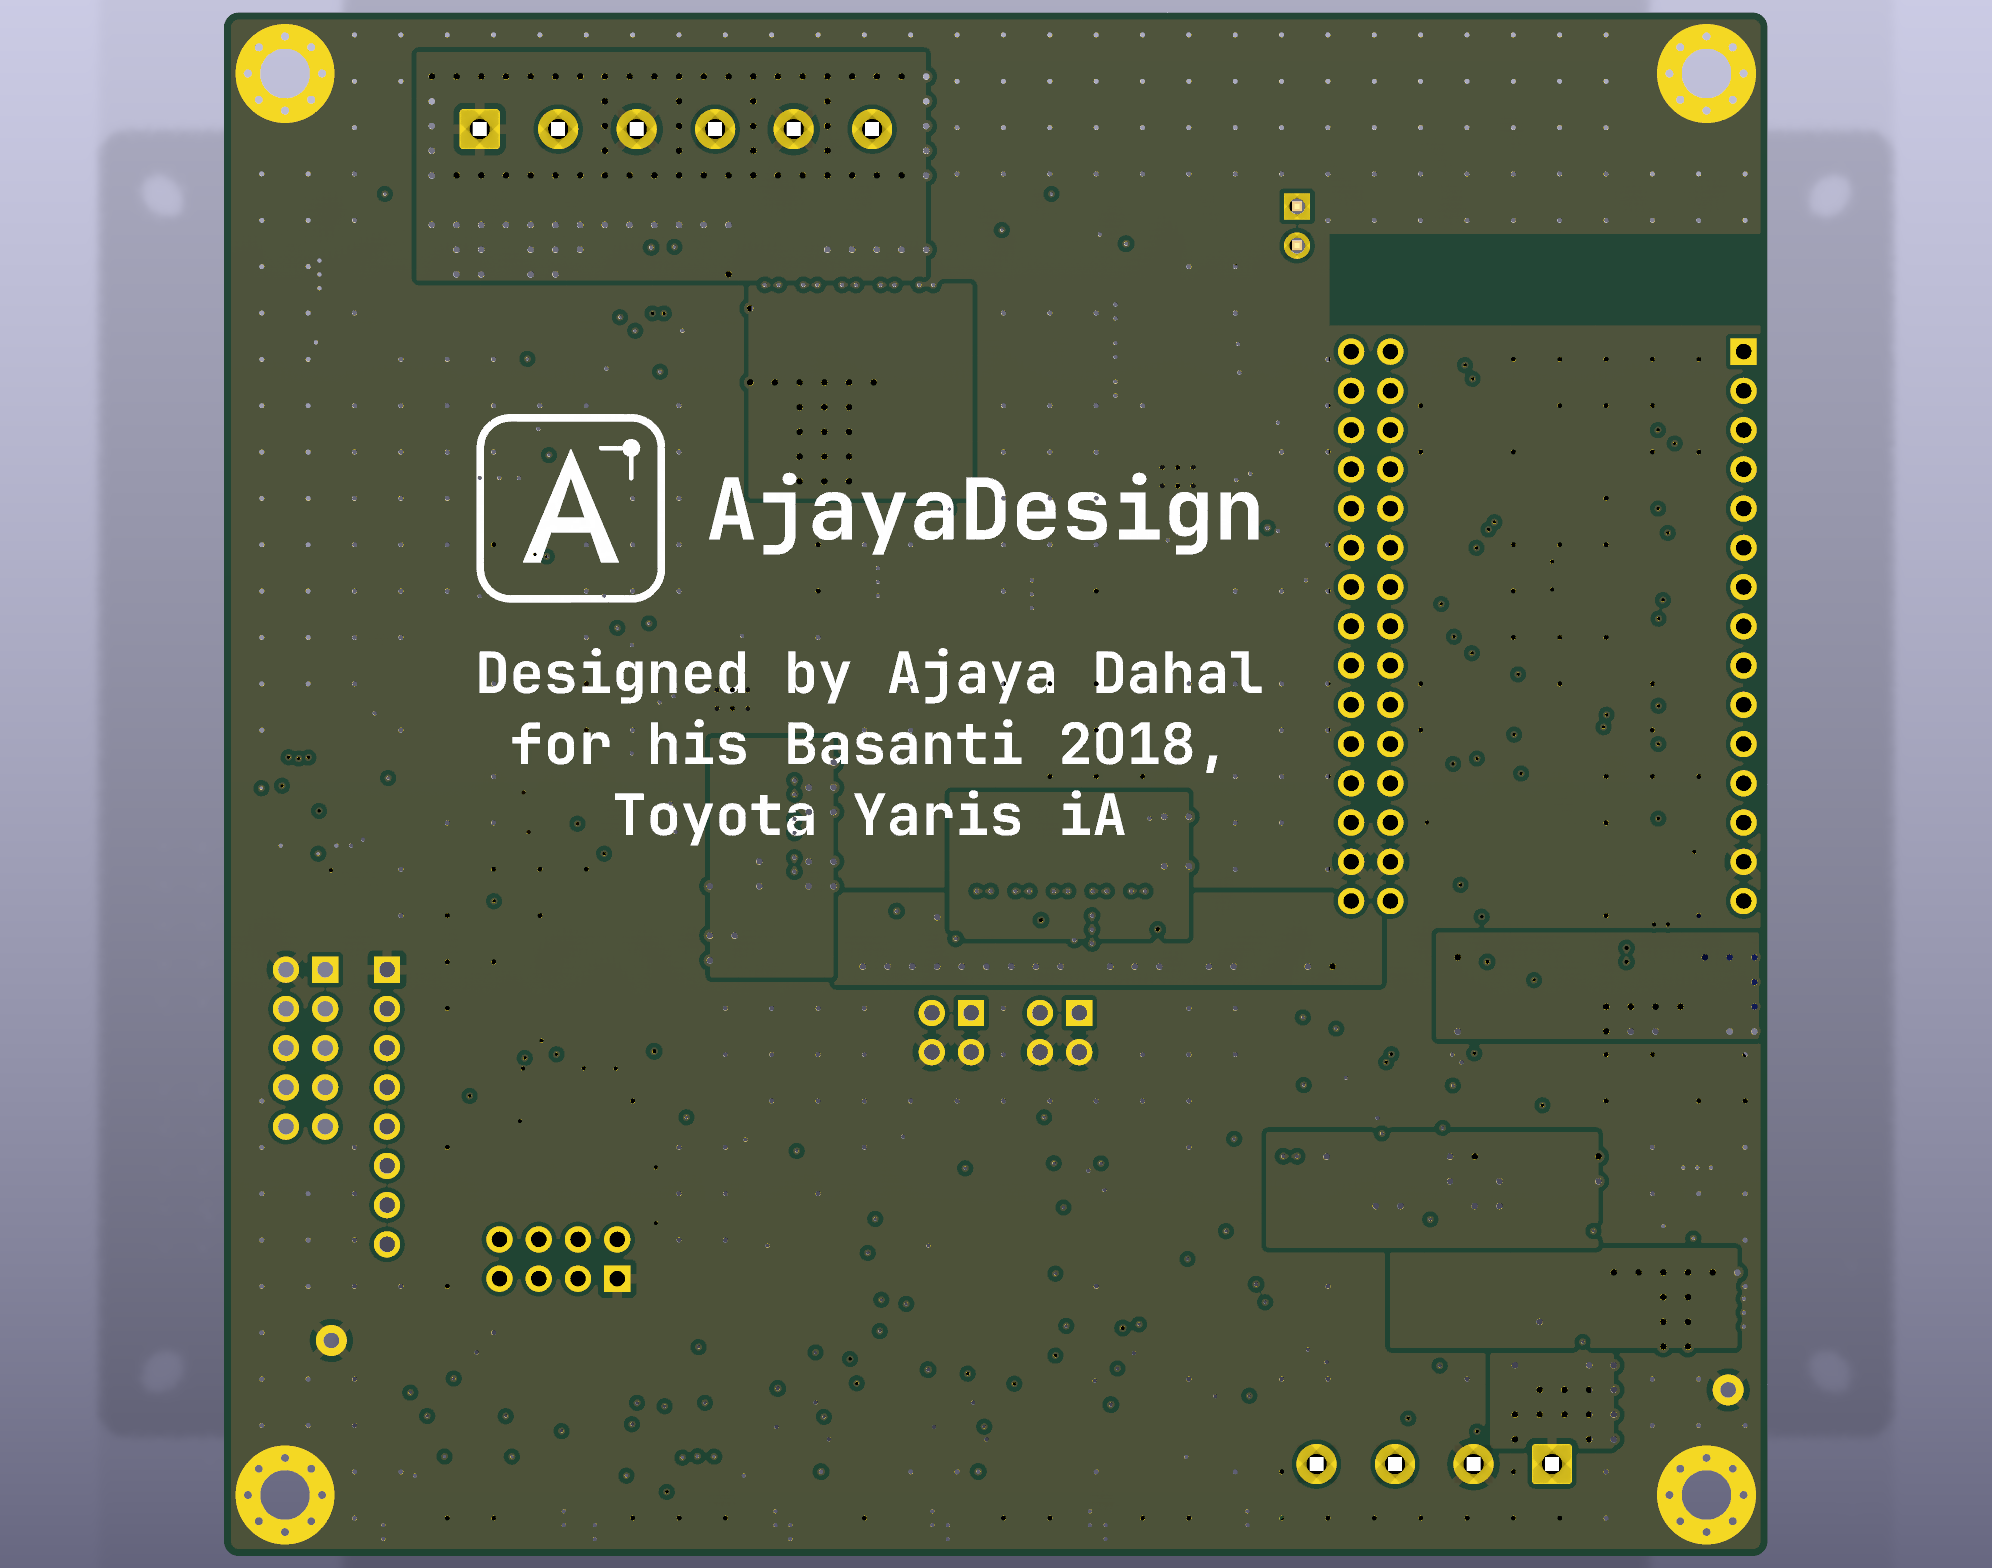 A
AjayaDesign
Designed by Ajaya Dahal
for his Basanti 2018,
Toyota Yaris iA